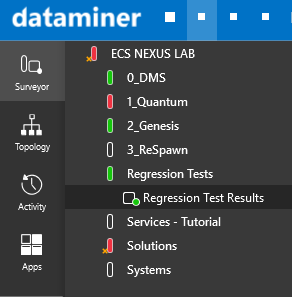 dataminer
Surveyor
Topology
Activity
Apps
ECS NEXUS LAB
0_DMS
1_Quantum
2_Genesis
3_ReSpawn
Regression Tests
Regression Test Results
Services - Tutorial
Solutions
Systems